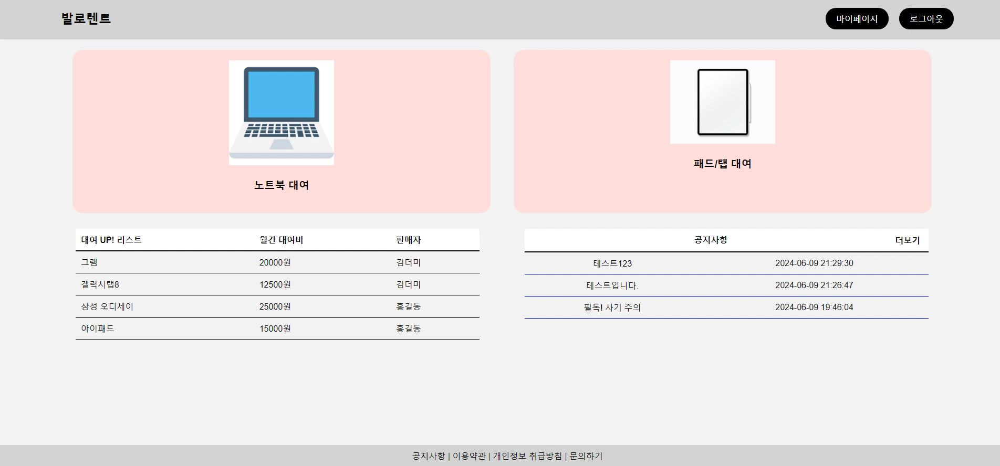 발로렌트
마이페이지 로그아웃
노트북 대여
패드/탭 대여
대여 UP! 리스트 월간 대여비 판매자
그램 20000원 김더미
겔럭시탭8 12500원 김더미
삼성 오디세이 25000원 홍길동
아이패드 15000원 홍길동
공지사항 더보기
테스트123 2024-06-09 21:29:30
테스트입니다. 2024-06-09 21:26:47
필독! 사기 주의 2024-06-09 19:46:04
공지사항 | 이용약관 | 개인정보 취급방침 | 문의하기